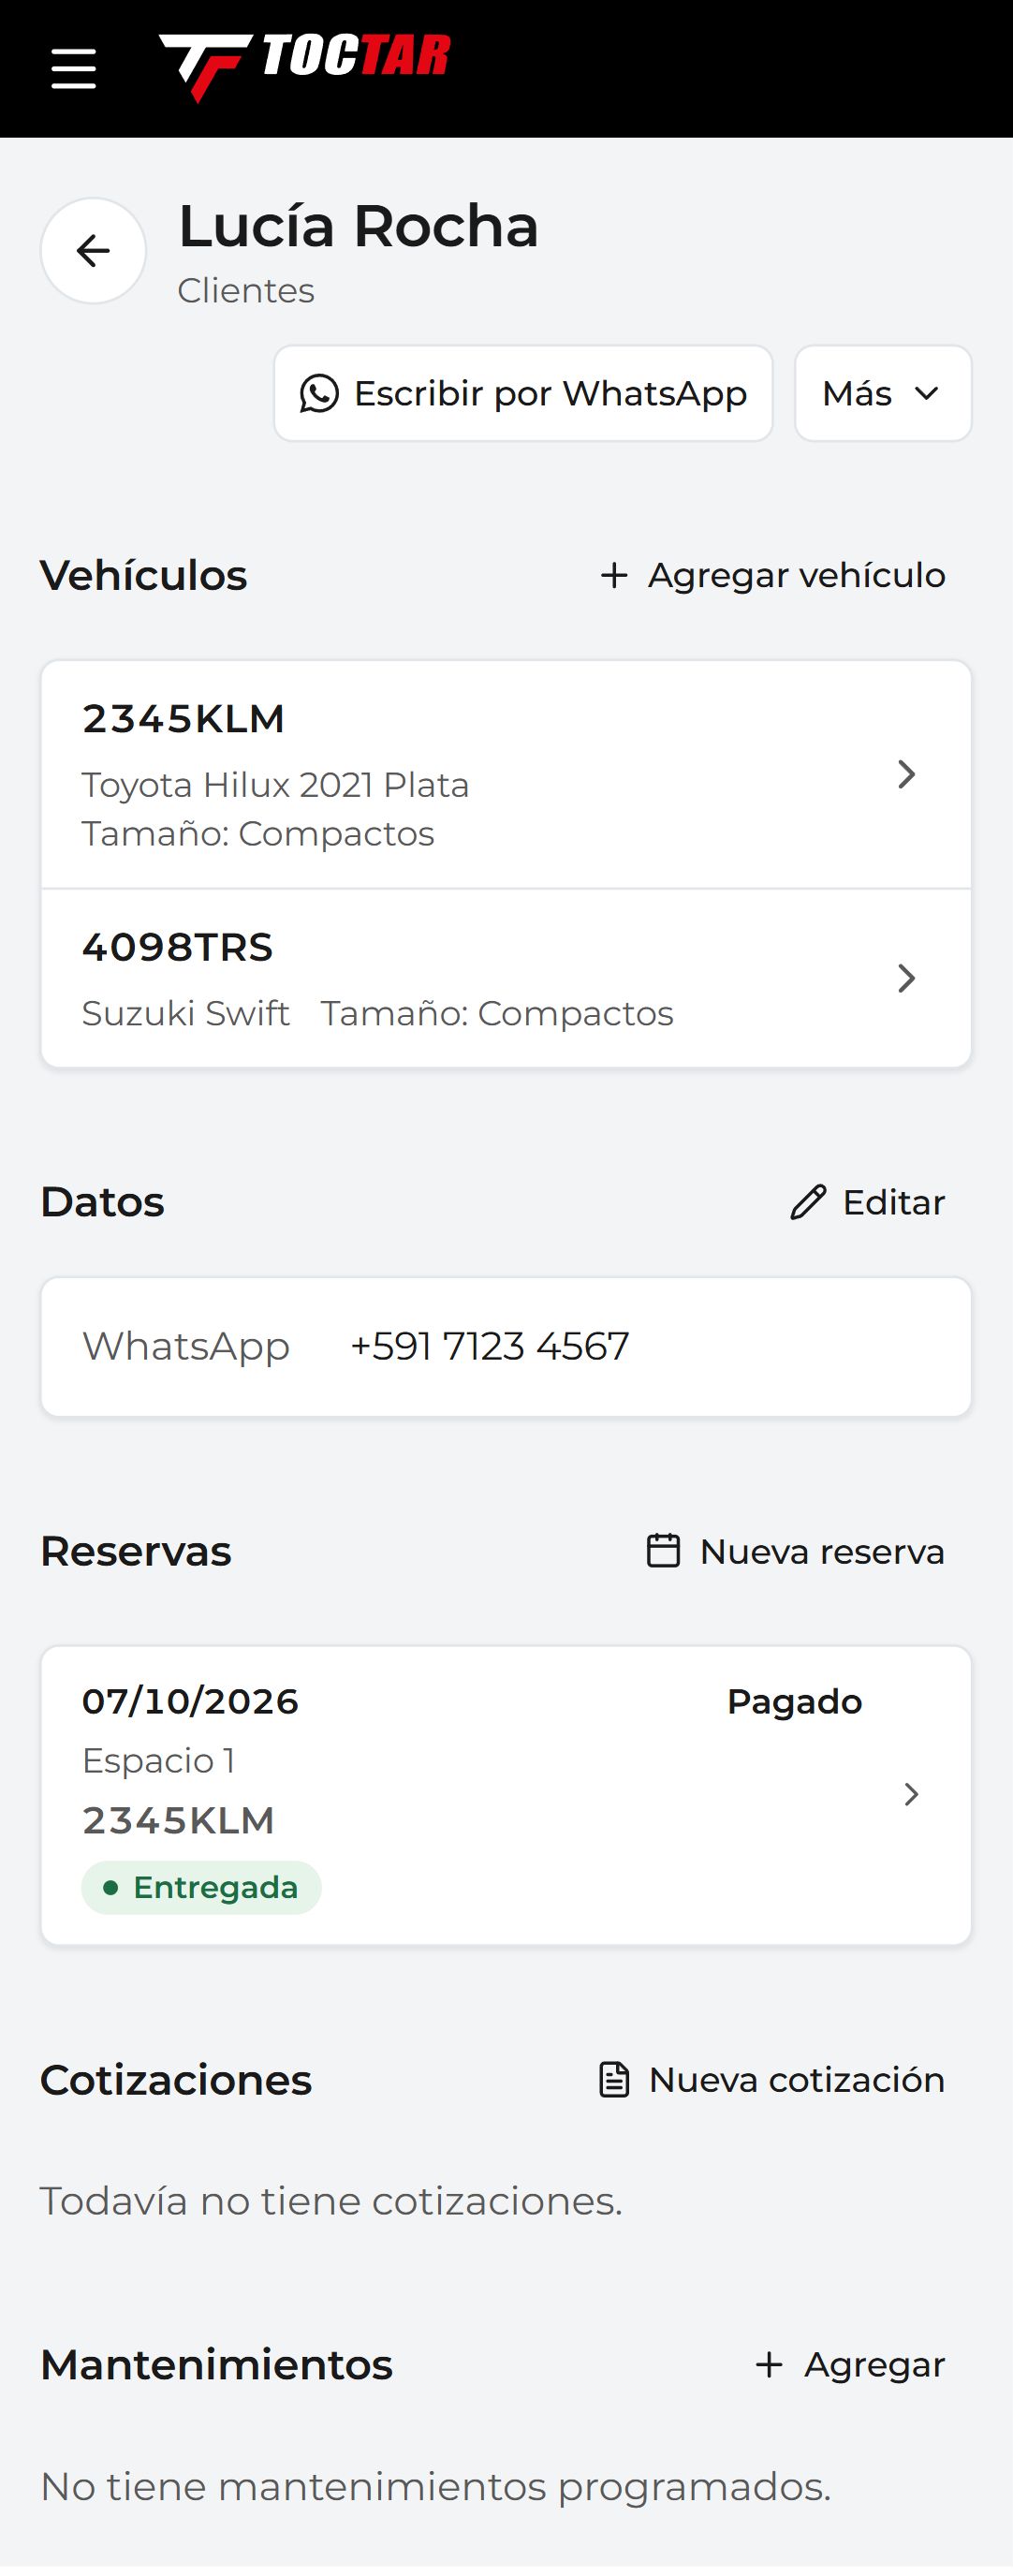 TOCTAR
Lucía Rocha
Clientes
Escribir por WhatsApp
Más
Vehículos
Agregar vehículo
2345KLM
Toyota Hilux 2021 Plata
Tamaño: Compactos
4098TRS
Suzuki Swift Tamaño: Compactos
Datos
Editar
WhatsApp +591 7123 4567
Reservas
Nueva reserva
07/10/2026 Pagado
Espacio 1
2345KLM
Entregada
Cotizaciones
Nueva cotización
Todavía no tiene cotizaciones.
Mantenimientos
Agregar
No tiene mantenimientos programados.